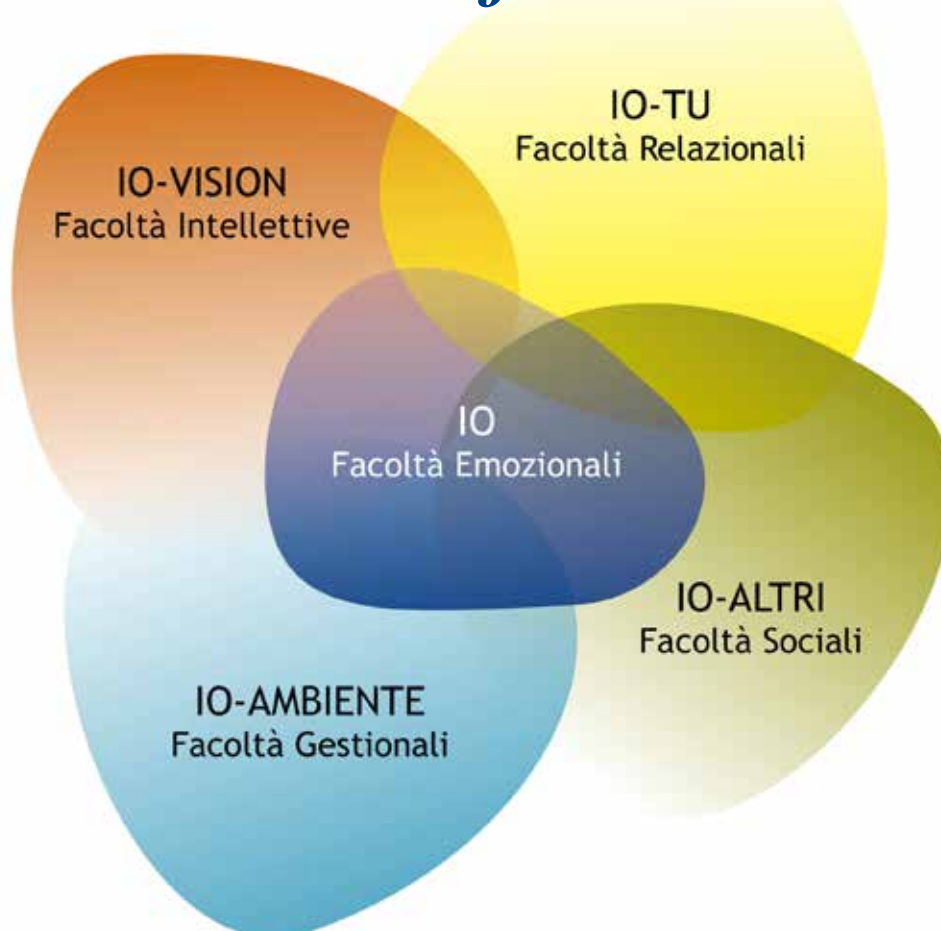 IO-TU
Facoltà Relazionali
IO-VISION
Facoltà Intellettive
IO
Facoltà Emozionali
IO-ALTRI
Facoltà Sociali
IO-AMBIENTE
Facoltà Gestionali